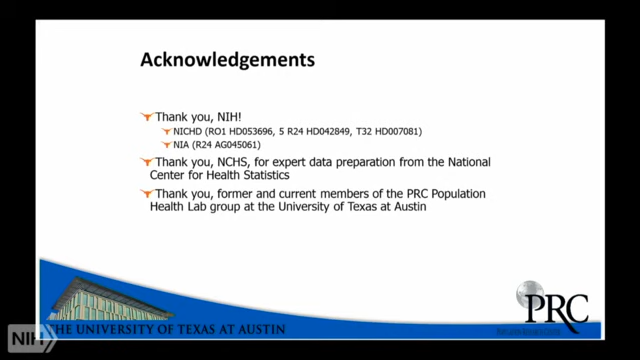 Acknowledgements
Thank you, NIH!
NICHD (RO1 HD053696, 5 R24 HD042849, T32 HD007081)
NIA (R24 AG045061)
Thank you, NCHS, for expert data preparation from the National
Center for Health Statistics
Thank you, former and current members of the PRC Population
Health Lab group at the University of Texas at Austin
PRC
NIH
THE UNIVERSITY OF TEXAS AT AUSTIN